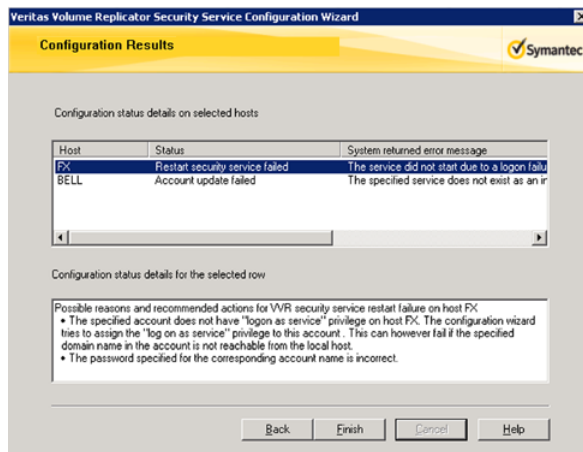 Veritas Volume Replicator Security Service Configuration Wizard
Configuration Results
Symantec
Configuration status details on selected hosts
Host Status System returned error message
FX Restart security service failed The service did not start due to a logon failu
BELL Account update failed The specified service does not exist as an in
Configuration status details for the selected row
Possible reasons and recommended actions for VVR security service restart failure on host FX
• The specified account does not have "logon as service" privilege on host FX. The configuration wizard
tries to assign the "log on as service" privilege to this account . This can however fail if the specified
domain name in the account is not reachable from the local host.
• The password specified for the corresponding account name is incorrect.
Back Finish Cancel Help